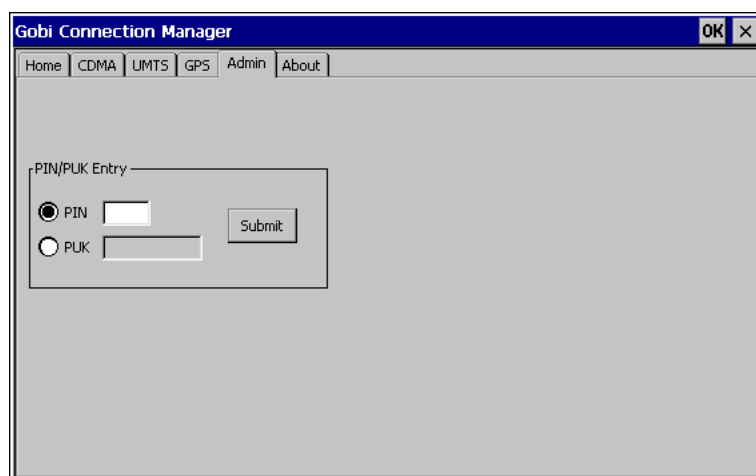 Gobi Connection Manager OK ×
Home CDMA UMTS GPS Admin About
PIN/PUK Entry
PIN
Submit
PUK